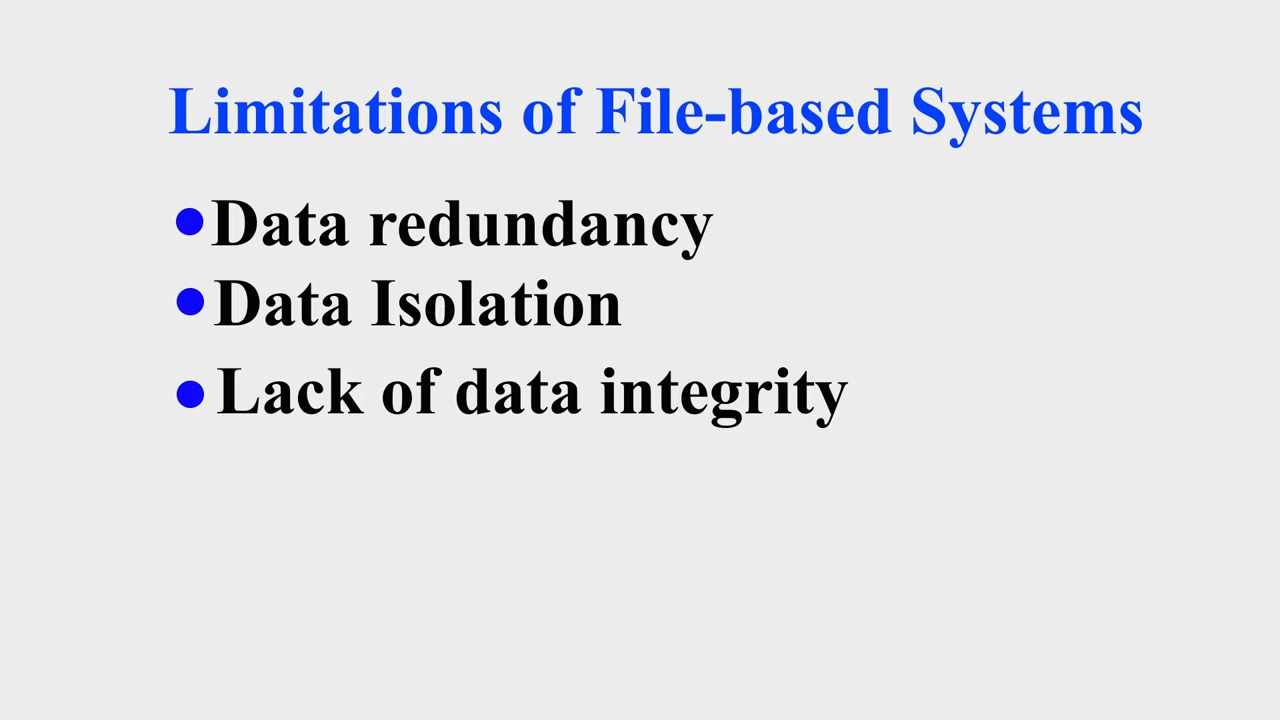 Limitations of File-based Systems
•Data redundancy
•Data Isolation
•Lack of data integrity